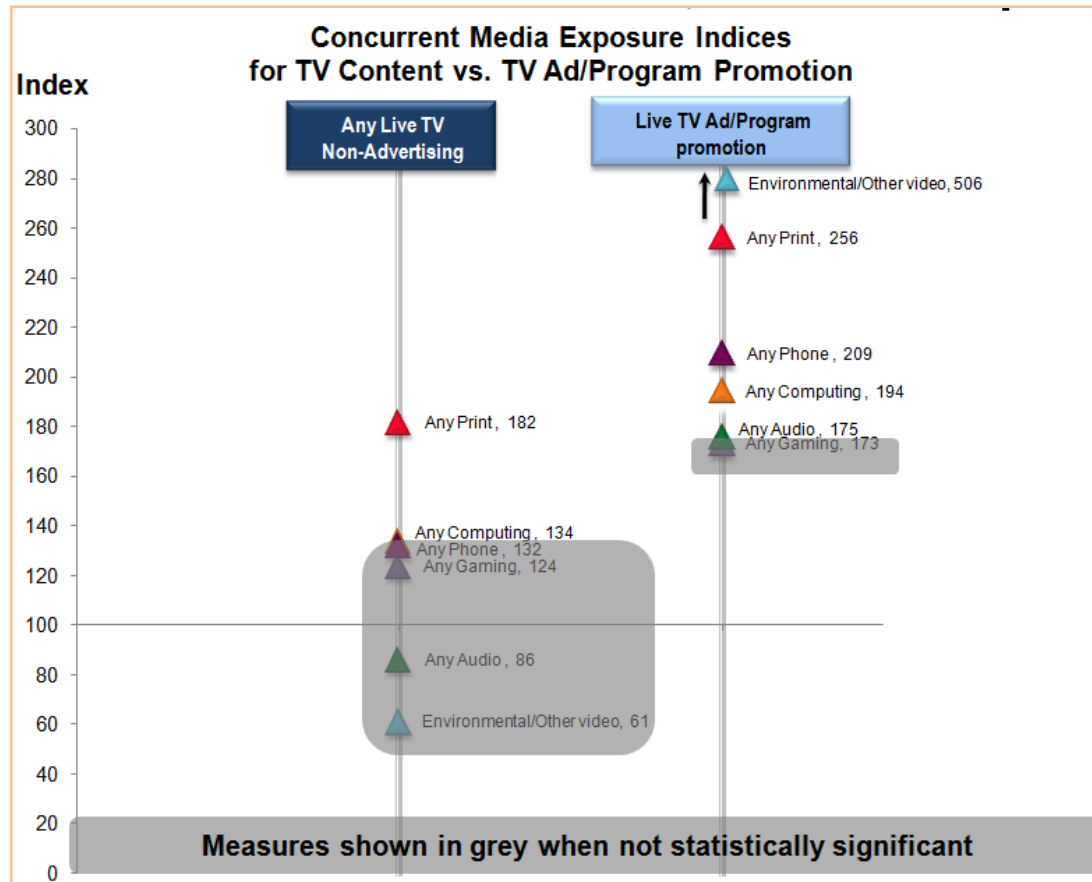 Concurrent Media Exposure Indices
for TV Content vs. TV Ad/Program Promotion
Index
Any Live TV
Non-Advertising
Live TV Ad/Program
promotion
300
280
260
240
220
200
180
160
140
120
100
80
60
40
20
0
Any Print , 182
Any Computing , 134
Any Phone , 132
Any Gaming, 124
Any Audio , 86
Environmental/Other video, 61
Environmental/Other video, 506
Any Print , 256
Any Phone , 209
Any Computing , 194
Any Audio , 175
Any Gaming , 173
Measures shown in grey when not statistically significant